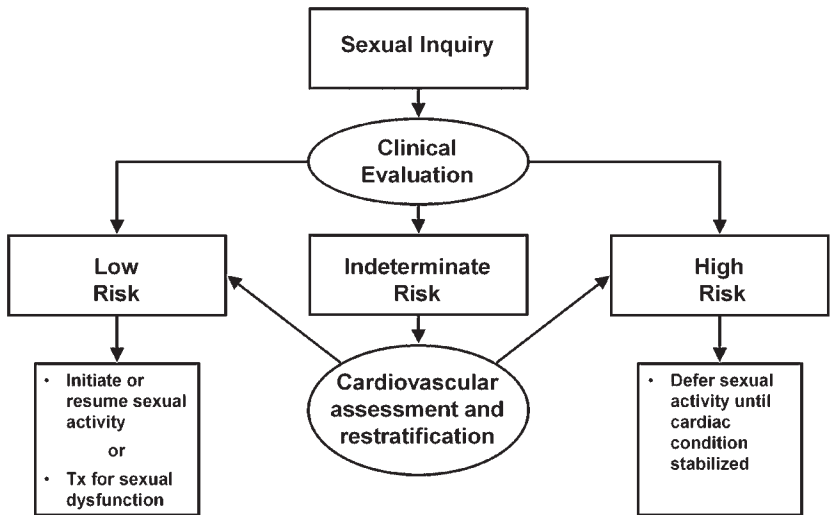 Sexual Inquiry
Clinical
Evaluation
Low
Risk
Indeterminate
Risk
High
Risk
Cardiovascular
assessment and
restratification
• Initiate or
resume sexual
activity
or
• Tx for sexual
dysfunction
• Defer sexual
activity until
cardiac
condition
stabilized